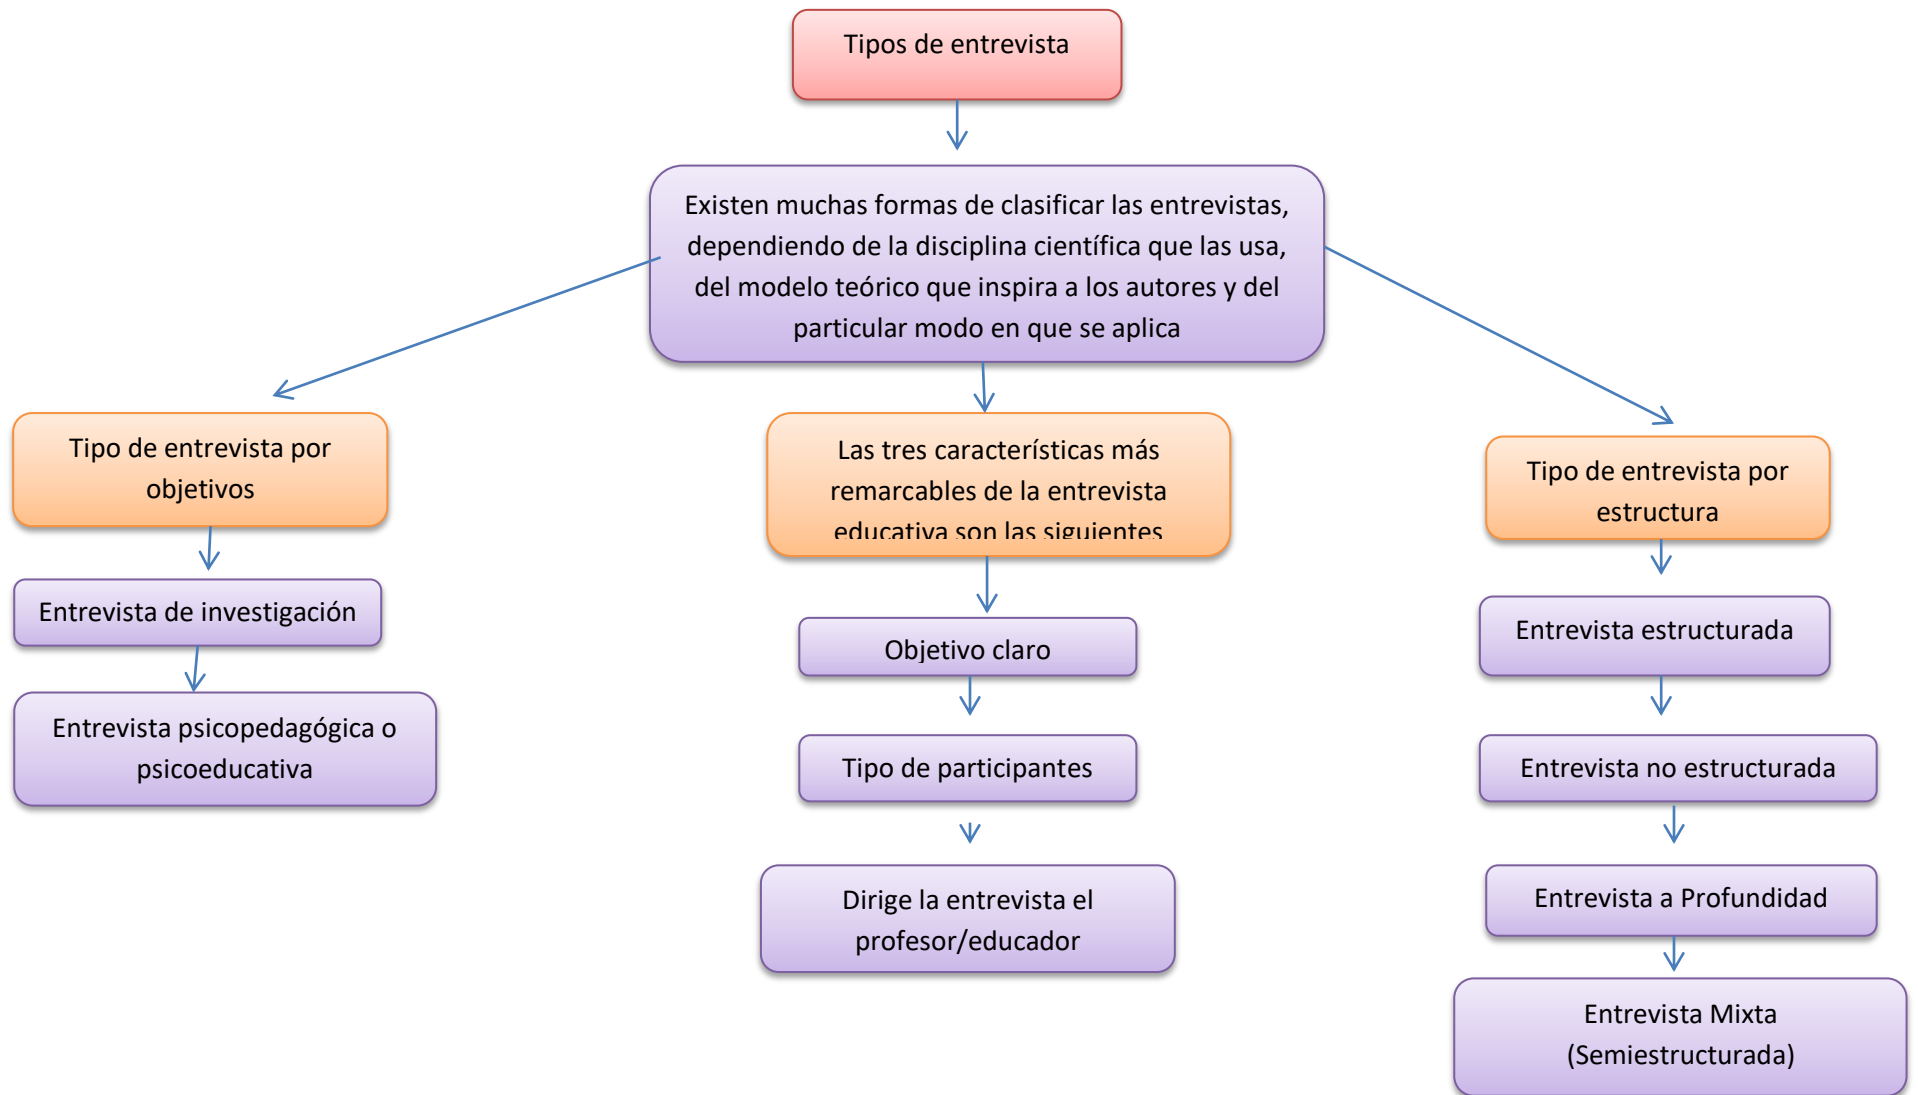 Tipos de entrevista
Existen muchas formas de clasificar las entrevistas,
dependiendo de la disciplina científica que las usa,
del modelo teórico que inspira a los autores y del
particular modo en que se aplica
Tipo de entrevista por
objetivos
Entrevista de investigación
Entrevista psicopedagógica o
psicoeducativa
Las tres características más
remarcables de la entrevista
educativa son las siguientes
Objetivo claro
Tipo de participantes
Dirige la entrevista el
profesor/educador
Tipo de entrevista por
estructura
Entrevista estructurada
Entrevista no estructurada
Entrevista a Profundidad
Entrevista Mixta
(Semiestructurada)